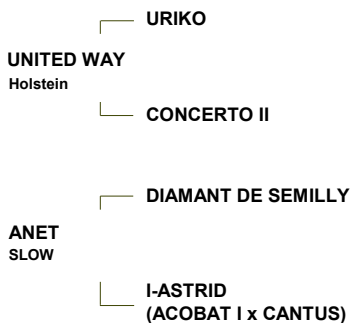 URIKO
UNITED WAY
Holstein
CONCERTO II
DIAMANT DE SEMILLY
ANET
SLOW
I-ASTRID
(ACOBAT I x CANTUS)